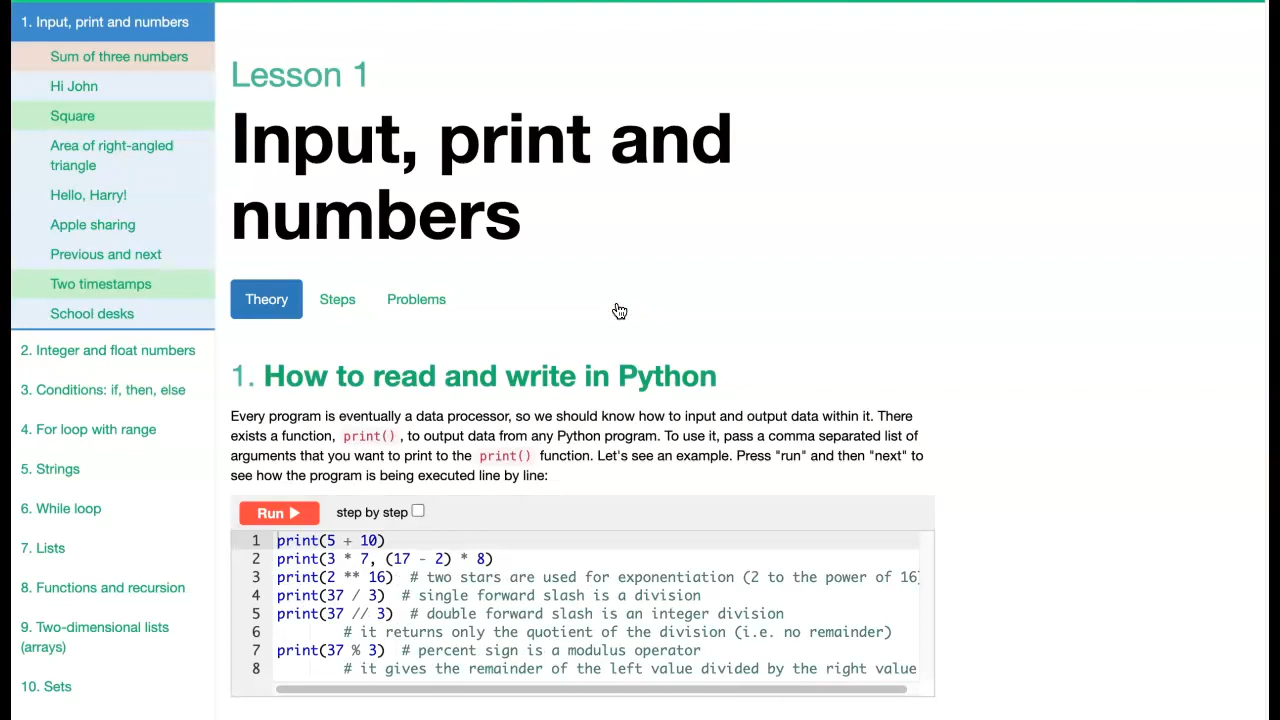 1. Input, print and numbers
Sum of three numbers
Hi John
Square
Area of right-angled
triangle
Hello, Harry!
Apple sharing
Previous and next
Two timestamps
School desks
2. Integer and float numbers
3. Conditions: if, then, else
4. For loop with range
5. Strings
6. While loop
7. Lists
8. Functions and recursion
9. Two-dimensional lists
(arrays)
10. Sets
Lesson 1
Input, print and
numbers
Theory Steps Problems
1. How to read and write in Python
Every program is eventually a data processor, so we should know how to input and output data within it. There
exists a function, print() , to output data from any Python program. To use it, pass a comma separated list of
arguments that you want to print to the print() function. Let's see an example. Press "run" and then "next" to
see how the program is being executed line by line:
Run step by step
1 print(5 + 10)
2 print(3 * 7, (17 - 2) * 8)
3 print(2 ** 16)  # two stars are used for exponentiation (2 to the power of 16)
4 print(37 / 3)  # single forward slash is a division
5 print(37 // 3)  # double forward slash is an integer division
6 # it returns only the quotient of the division (i.e. no remainder)
7 print(37 % 3)  # percent sign is a modulus operator
8 # it gives the remainder of the left value divided by the right value